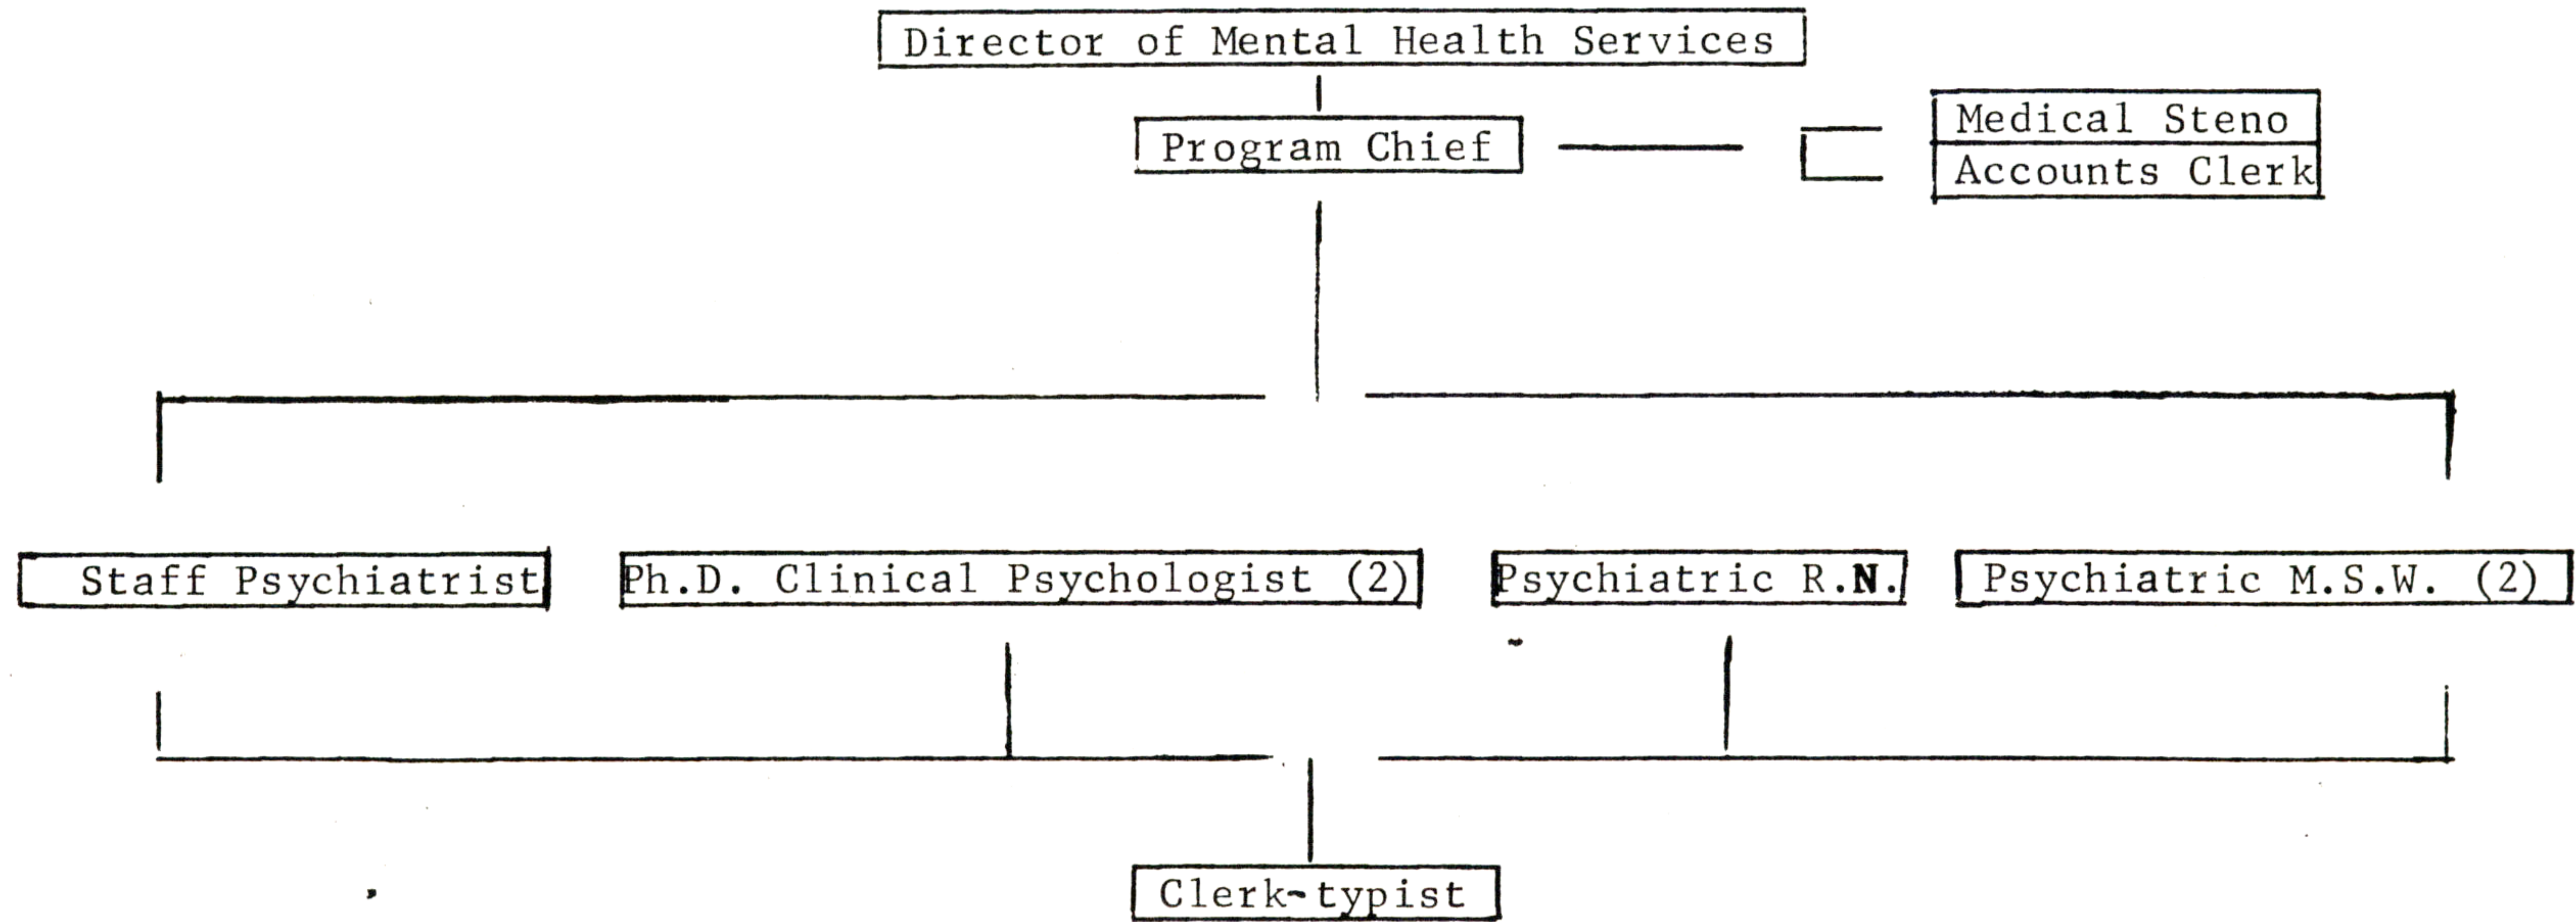 Director of Mental Health Services
Program Chief
Medical Steno
Accounts Clerk
Staff Psychiatrist
Ph.D. Clinical Psychologist (2)
Psychiatric R.N.
Psychiatric M.S.W. (2)
Clerk-typist